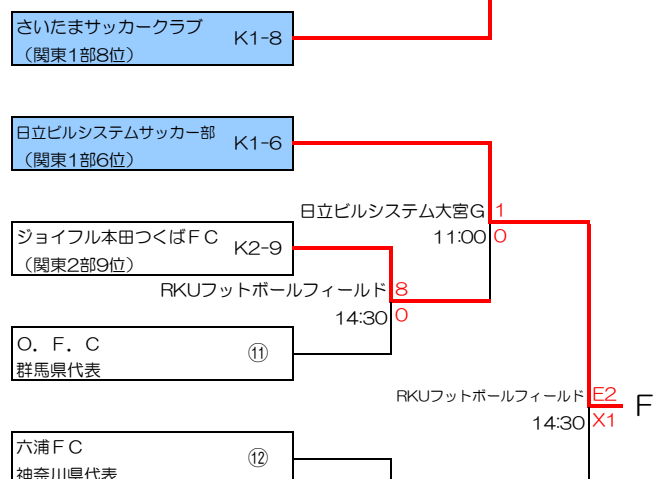 さいたまサッカークラブ
(関東1部8位)
K1-8
日立ビルシステムサッカー部
(関東1部6位)
K1-6
日立ビルシステム大宮G
1
11:00
0
ジョイフル本田つくばFC
(関東2部9位)
K2-9
RKUフットボールフィールド
8
14:30
0
O.F.C
群馬県代表
⑪
RKUフットボールフィールド
E2
14:30
X1
F
六浦FC
神奈川県代表
⑫